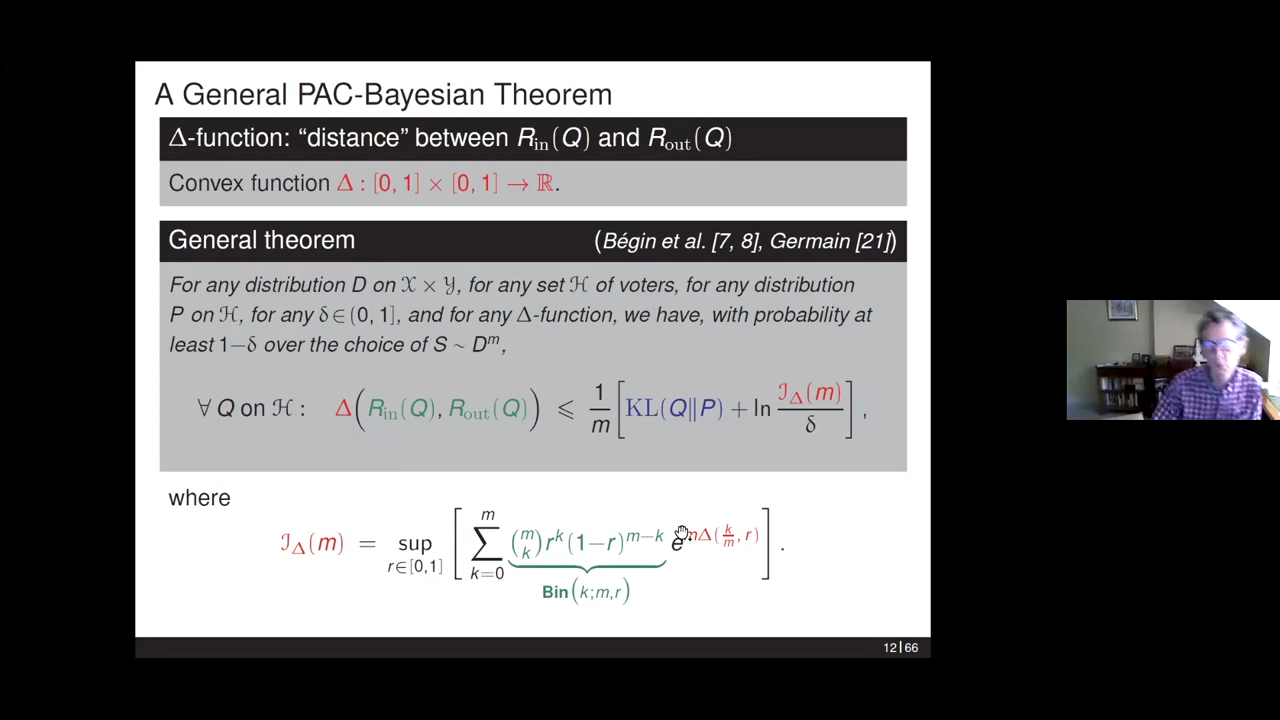 A General PAC-Bayesian Theorem
Δ-function: “distance” between R_in(Q) and R_out(Q)
Convex function Δ : [0, 1] × [0, 1] → ℝ.
General theorem (Bégin et al. [7, 8], Germain [21])
For any distribution D on 𝒳 × 𝒴, for any set ℋ of voters, for any distribution
P on ℋ, for any δ∈(0, 1], and for any Δ-function, we have, with probability at
least 1−δ over the choice of S ∼ D^m,
∀ Q on ℋ : Δ(R_in(Q), R_out(Q)) ⩽ 1/m [KL(Q‖P) + ln ℐ_Δ(m)/δ] ,
where
ℐ_Δ(m) = sup_{r∈[0,1]} [ ∑_{k=0}^{m} (m k) r^k (1−r)^{m−k} e^{mΔ(k/m, r)} ] .
Bin(k;m,r)
12|66